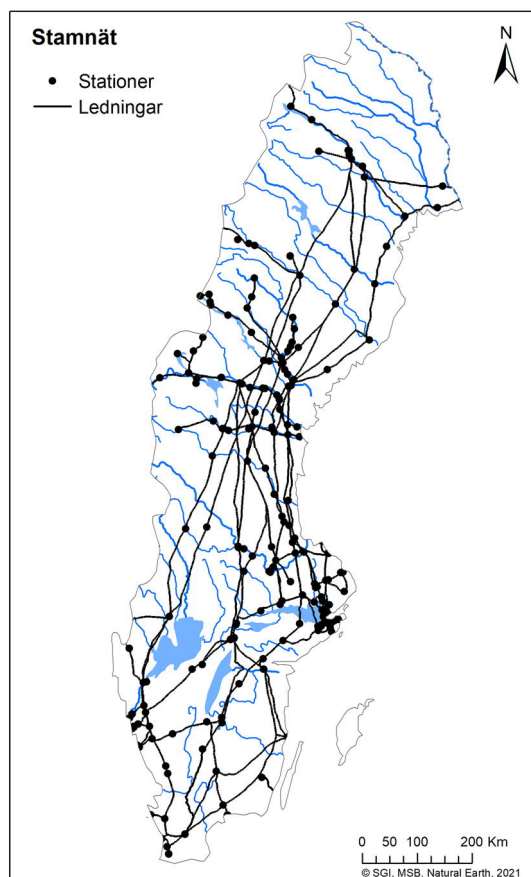 Stamnät
Stationer
Ledningar
N
0 50 100 200 Km
© SGI, MSB, Natural Earth, 2021